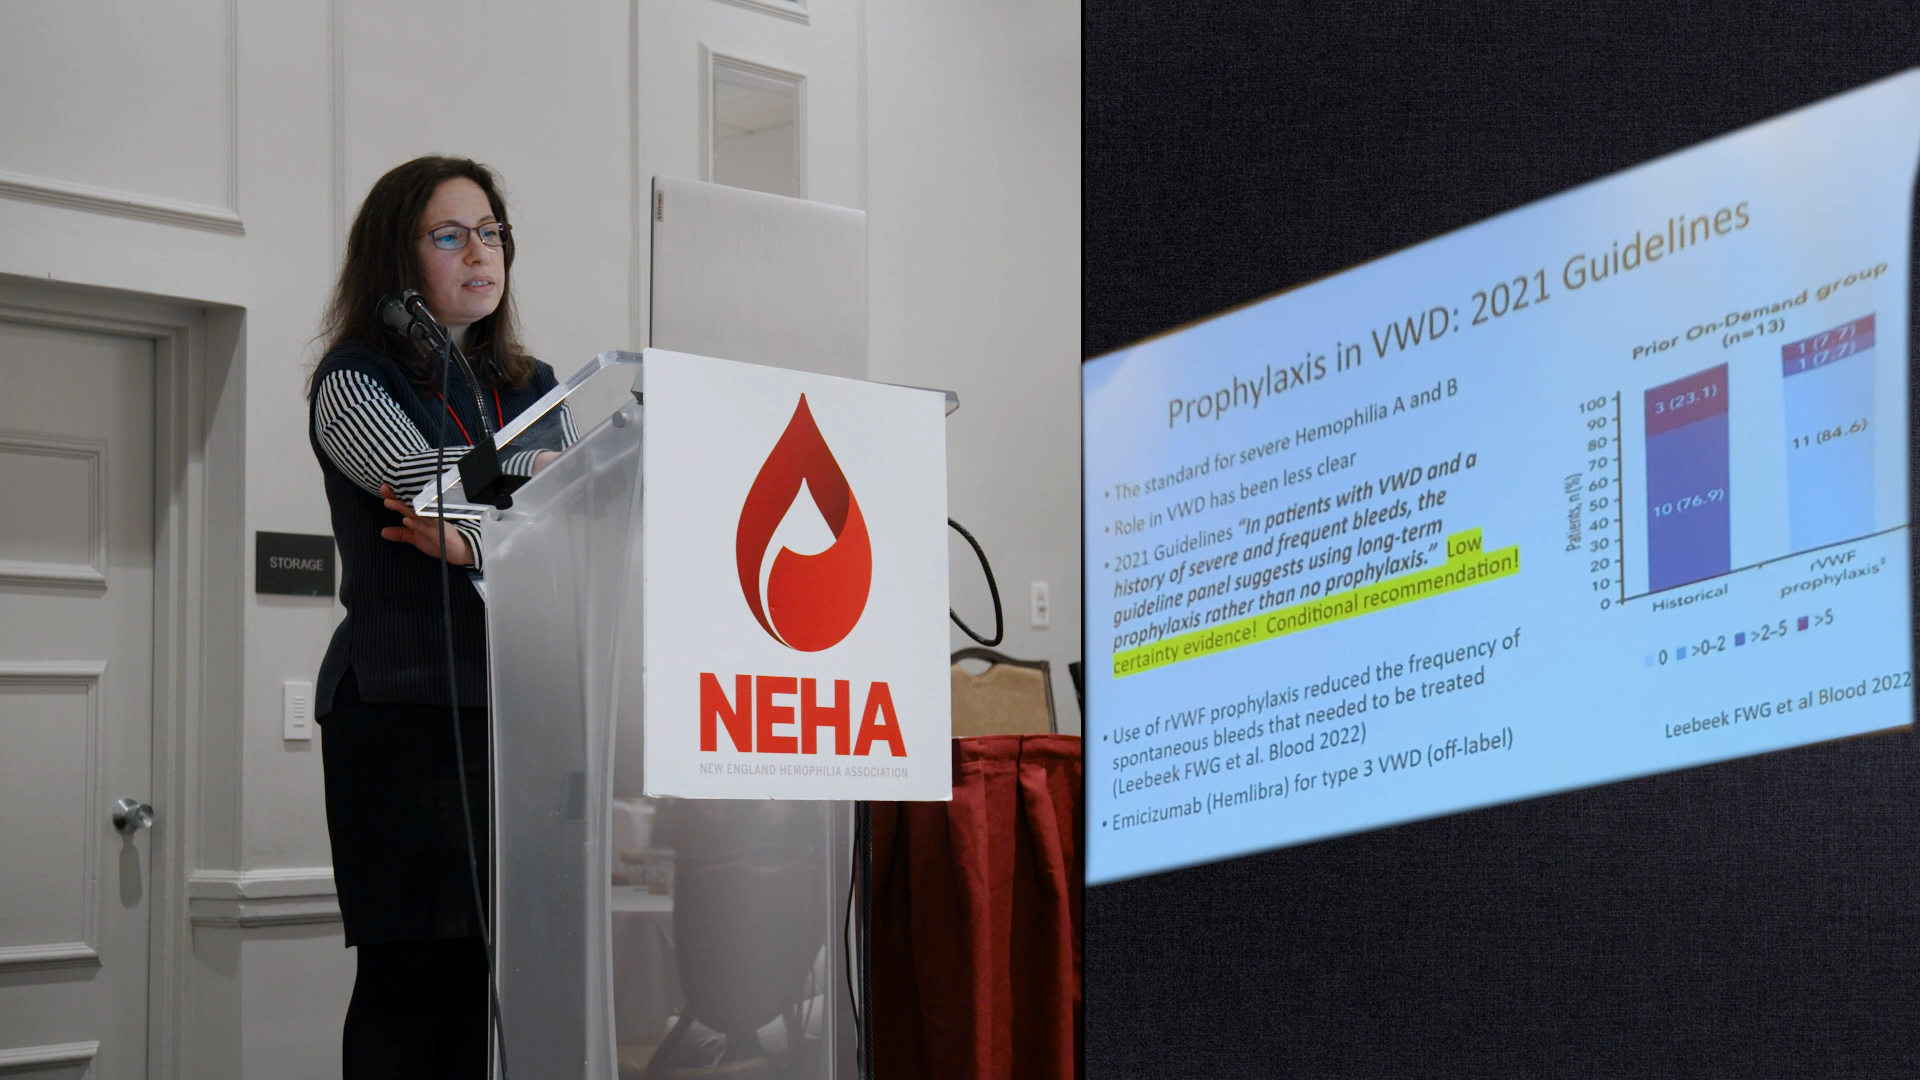 STORAGE
NEHA
NEW ENGLAND HEMOPHILIA ASSOCIATION
Prophylaxis in VWD: 2021 Guidelines
• The standard for severe Hemophilia A and B
• Role in VWD has been less clear
• 2021 Guidelines "In patients with VWD and a
history of severe and frequent bleeds, the
guideline panel suggests using long-term
prophylaxis rather than no prophylaxis." Low
certainty evidence! Conditional recommendation!
• Use of rVWF prophylaxis reduced the frequency of
spontaneous bleeds that needed to be treated
(Leebeek FWG et al. Blood 2022)
• Emicizumab (Hemlibra) for type 3 VWD (off-label)
Prior On-Demand group
(n=13)
Patients, n (%)
100
90
80
70
60
50
40
30
20
10
0
3 (23.1)
10 (76.9)
1 (7.7)
1 (7.7)
11 (84.6)
Historical
rVWF
prophylaxis
0 >0–2 >2–5 >5
Leebeek FWG et al Blood 2022